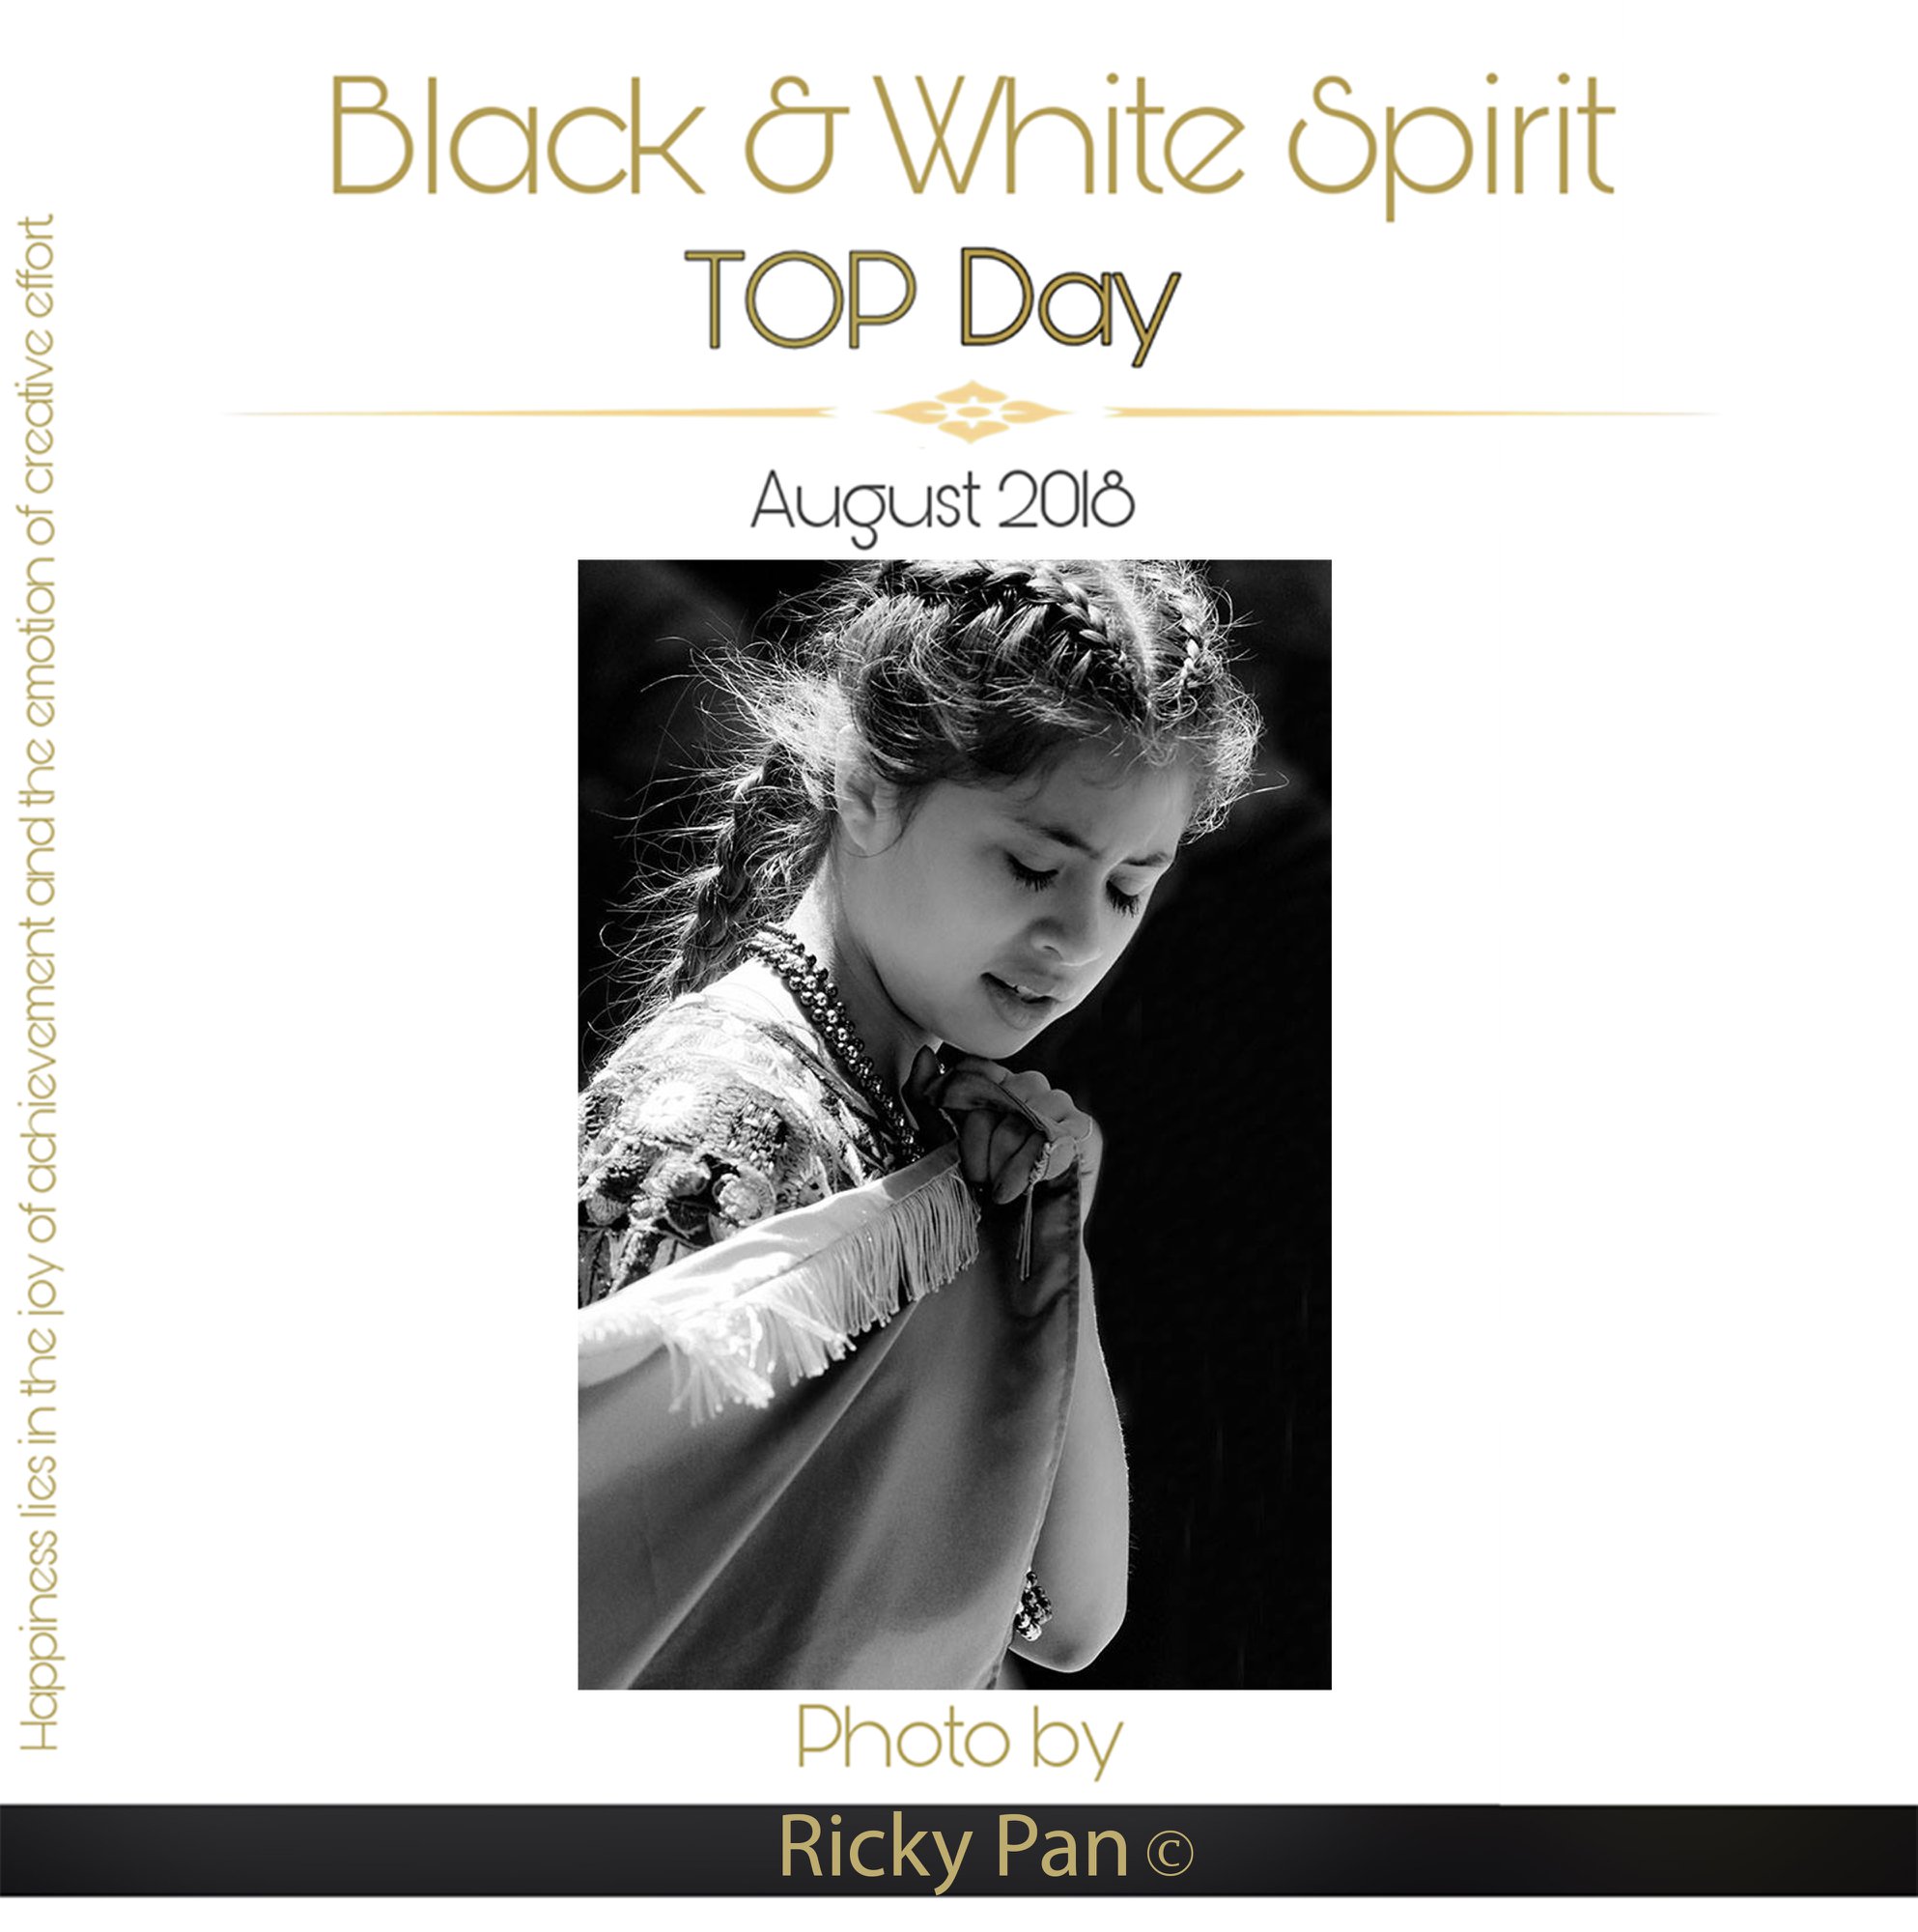 Black & White Spirit
TOP Day
August 2018
Happiness lies in the joy of achievement and the emotion of creative effort
Photo by
Ricky Pan ©